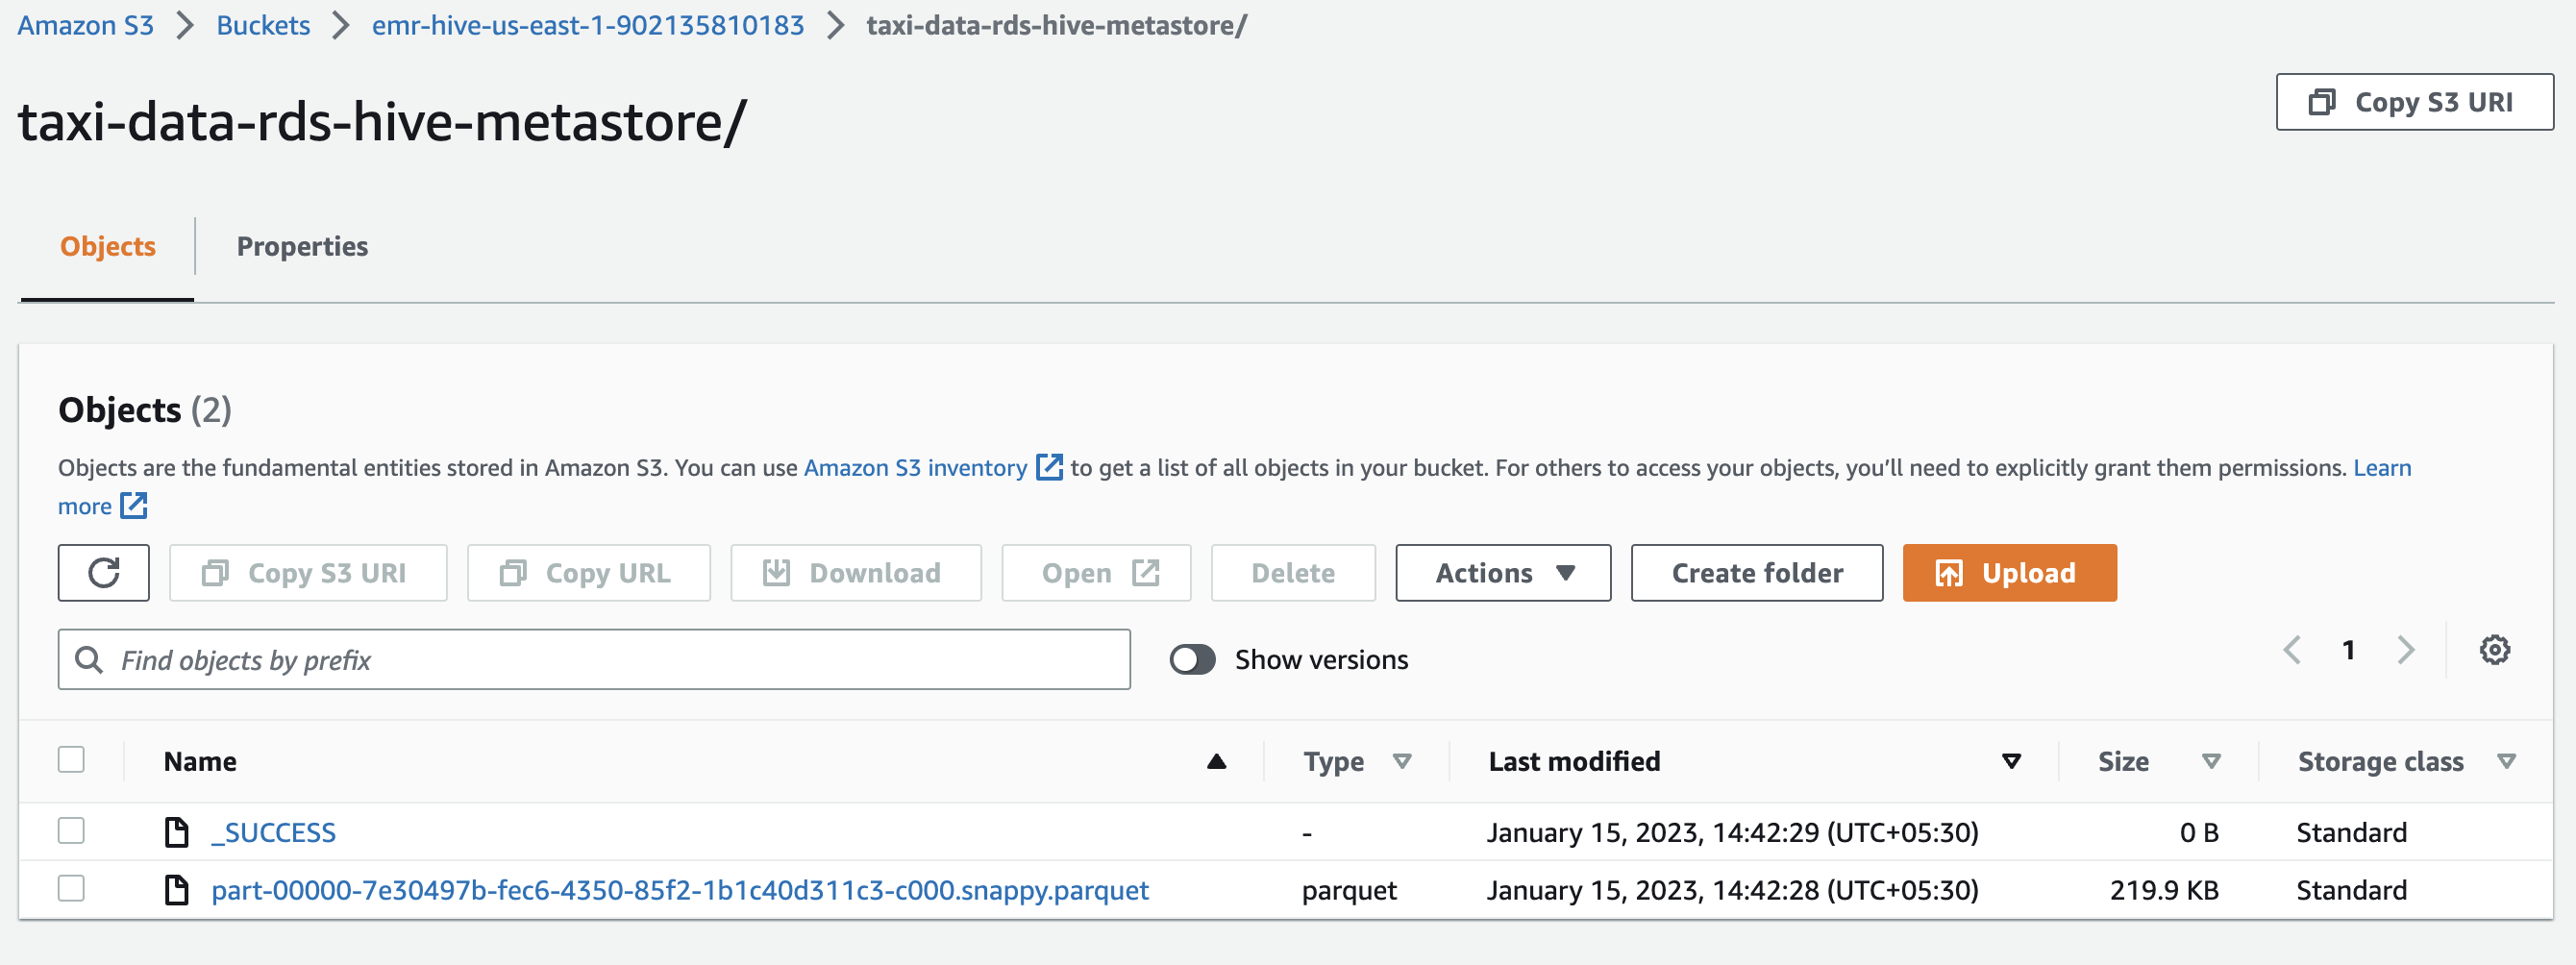 Amazon S3 > Buckets > emr-hive-us-east-1-902135810183 > taxi-data-rds-hive-metastore/
taxi-data-rds-hive-metastore/
Copy S3 URI
Objects Properties
Objects (2)
Objects are the fundamental entities stored in Amazon S3. You can use Amazon S3 inventory to get a list of all objects in your bucket. For others to access your objects, you'll need to explicitly grant them permissions. Learn
more
Copy S3 URI Copy URL Download Open Delete Actions Create folder Upload
Find objects by prefix Show versions 1
Name Type Last modified Size Storage class
_SUCCESS - January 15, 2023, 14:42:29 (UTC+05:30) 0 B Standard
part-00000-7e30497b-fec6-4350-85f2-1b1c40d311c3-c000.snappy.parquet parquet January 15, 2023, 14:42:28 (UTC+05:30) 219.9 KB Standard